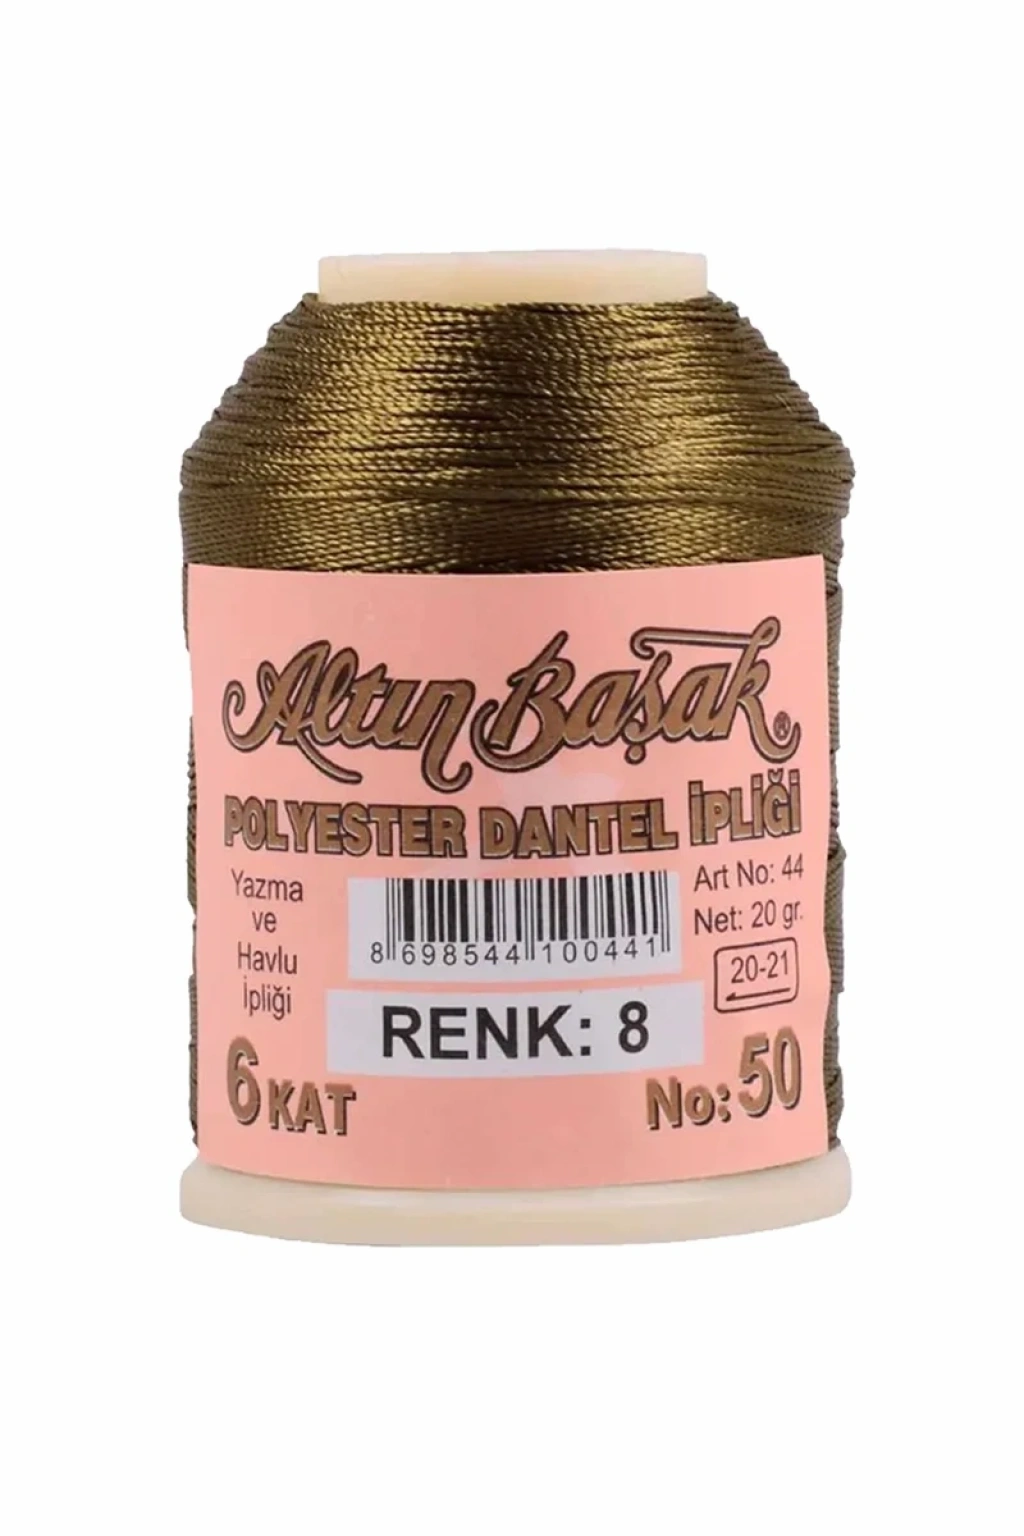 Altın Başak®
POLYESTER DANTEL İPLİĞİ
Yazma
ve
Havlu
İpliği
8 698544 100441
Art No: 44
Net: 20 gr.
20-21
RENK: 8
6 KAT
No: 50